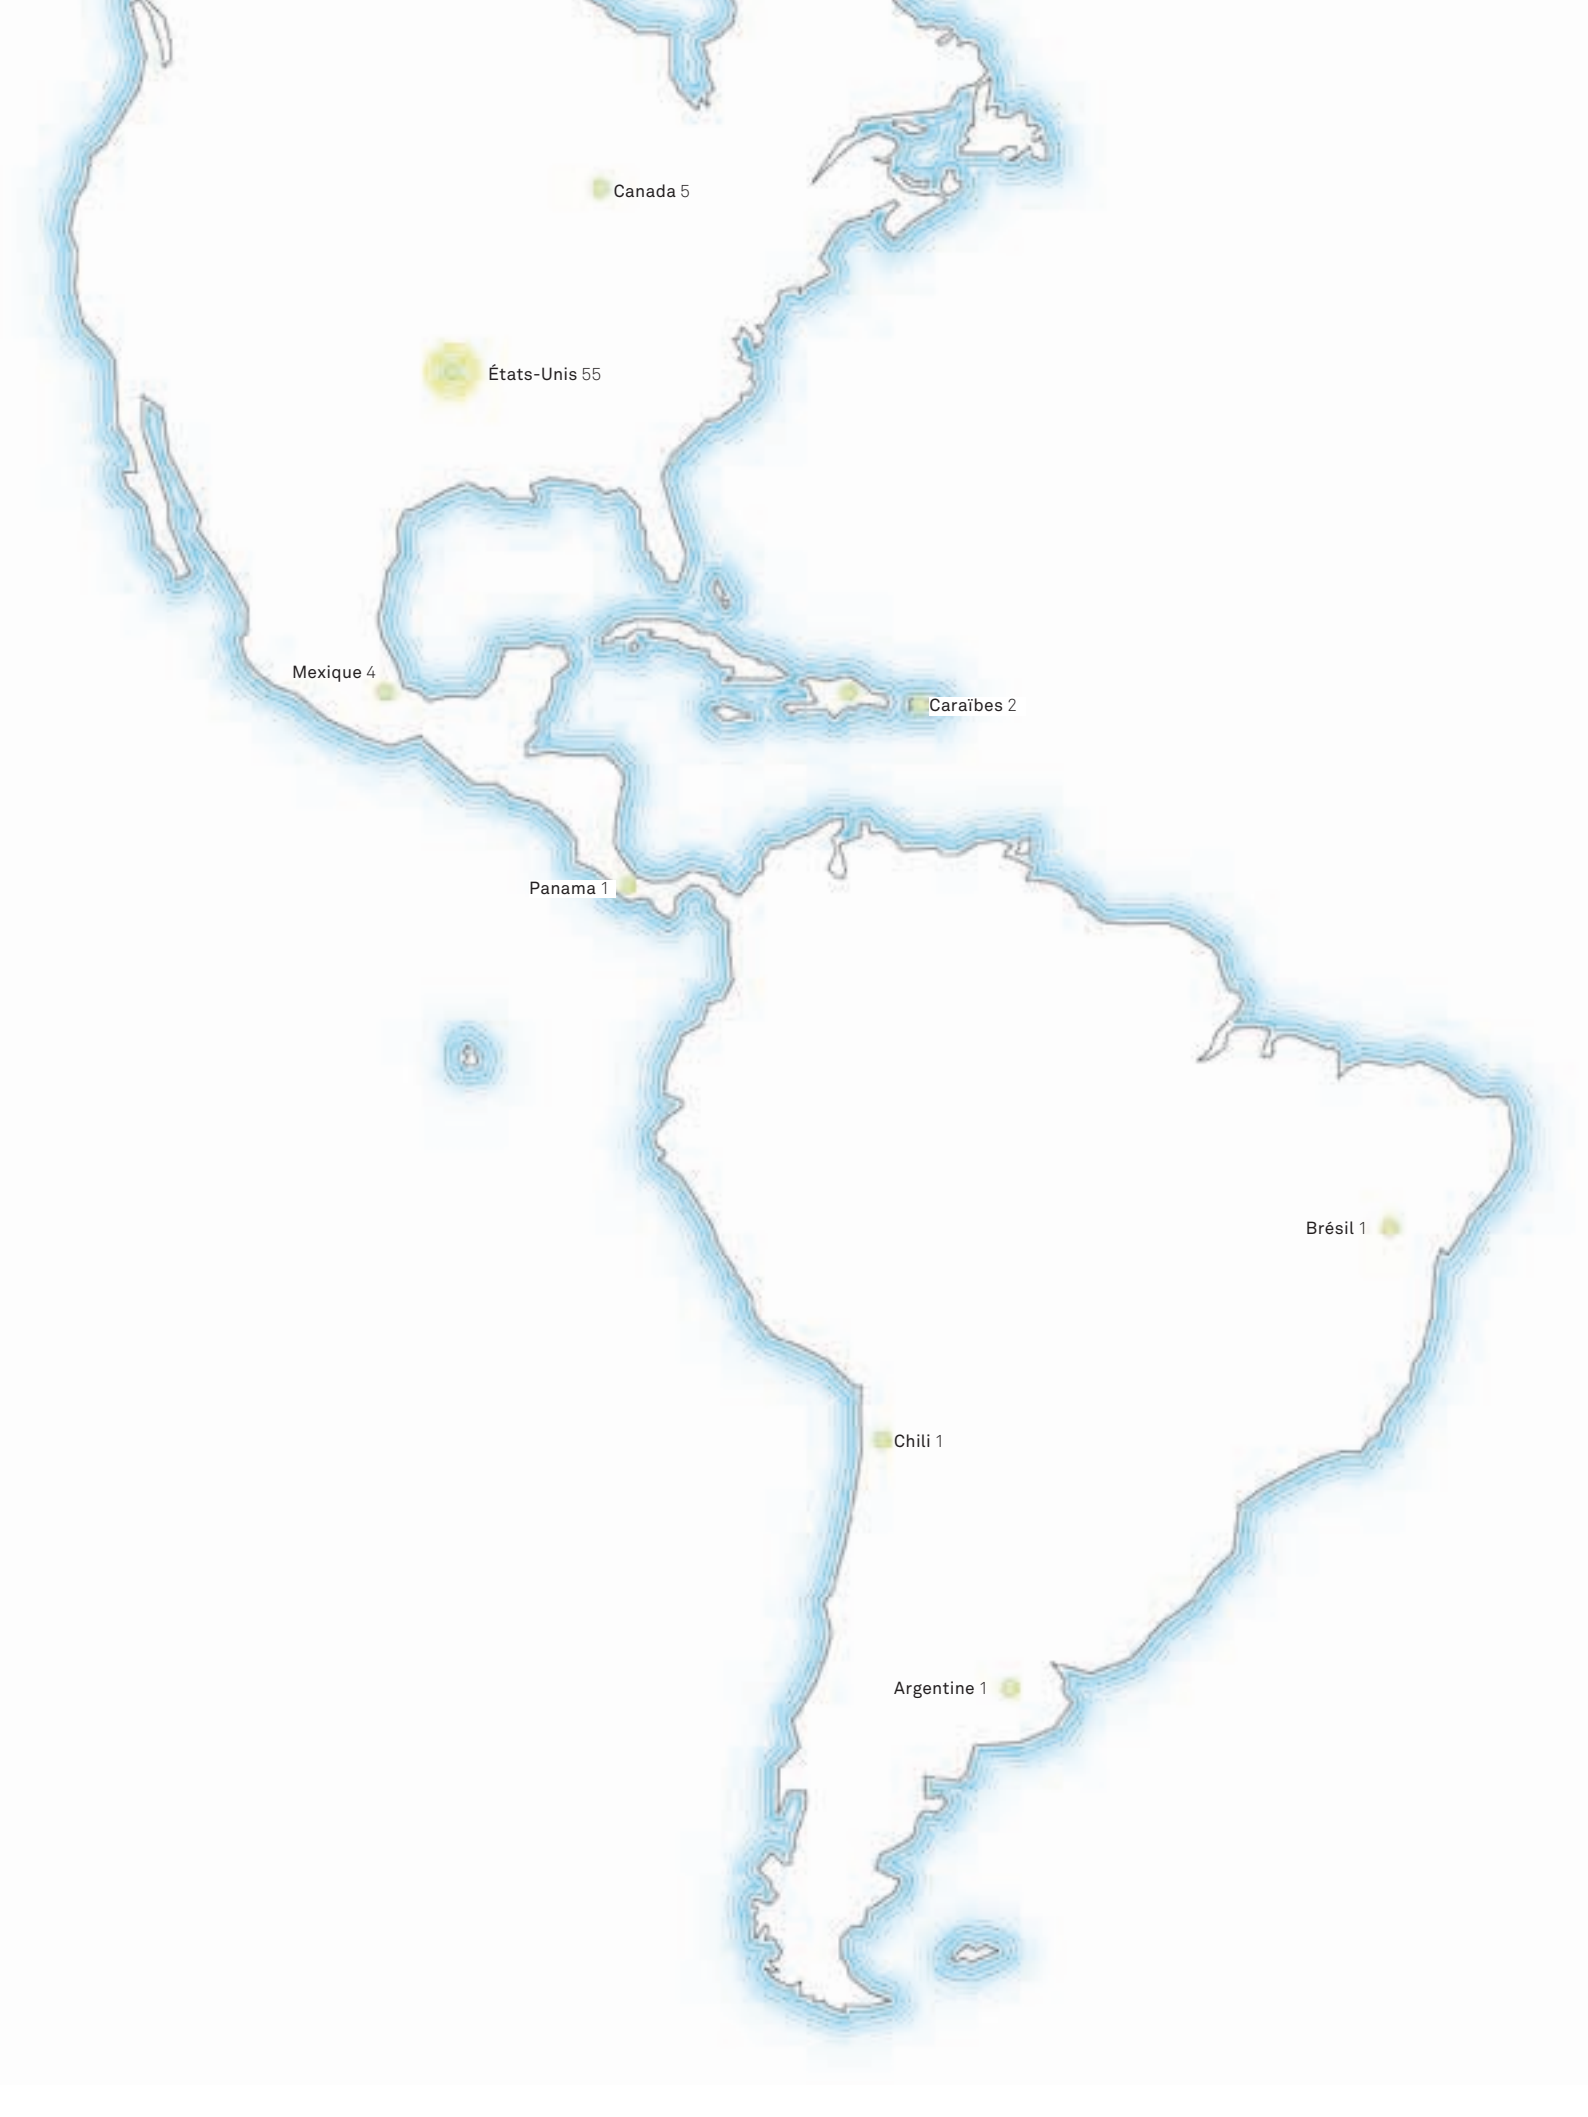 Canada 5
États-Unis 55
Mexique 4
Caraïbes 2
Panama 1
Brésil 1
Chili 1
Argentine 1